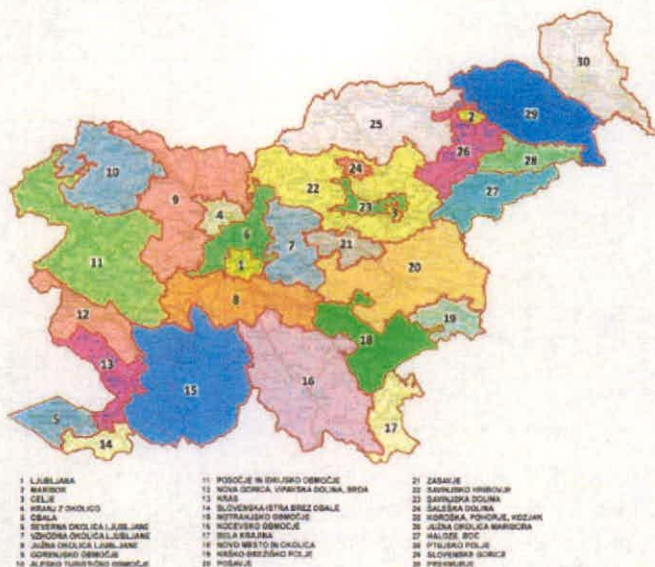 30
29
25
2
26
28
24
27
10
22
9
4
23
3
6
21
7
11
1
20
8
12
19
18
13
15
16
5
17
14
1 LJUBLJANA
2 MARIBOR
3 CELJE
4 KRANJ Z OKOLICO
5 OBALA
6 SEVERNA OKOLICA LJUBLJANE
7 VZHODNA OKOLICA LJUBLJANE
8 JUŽNA OKOLICA LJUBLJANE
9 GORENJSKO OBMOČJE
10 ALPSKO TURISTIČNO OBMOČJE
11 POSOČJE IN IDRIJSKO OBMOČJE
12 NOVA GORICA, VIPAVSKA DOLINA, BRDA
13 KRAS
14 SLOVENSKA ISTRA BREZ OBALE
15 NOTRANJSKO OBMOČJE
16 KOČEVSKO OBMOČJE
17 BELA KRAJINA
18 NOVO MESTO IN OKOLICA
19 KRŠKO-BREŽIŠKO POLJE
20 POSAVJE
21 ZASAVJE
22 SAVINJSKO HRIBOVJE
23 SAVINJSKA DOLINA
24 ŠALEŠKA DOLINA
25 KOROŠKA, POHORJE, KOZJAK
26 JUŽNA OKOLICA MARIBORA
27 HALOZE, BOČ
28 PTUJSKO POLJE
29 SLOVENSKE GORICE
30 PREKMURJE